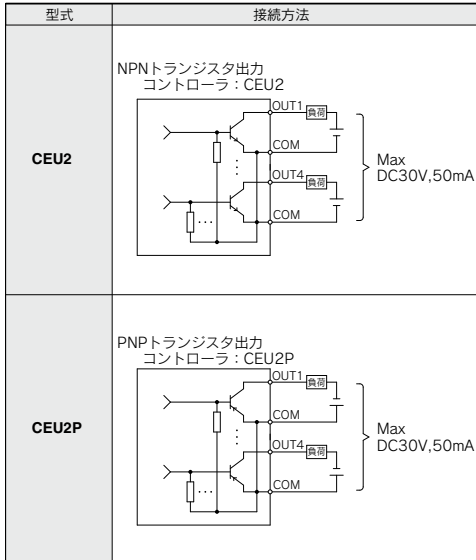 型式
接続方法
CEU2
NPNトランジスタ出力
コントローラ：CEU2
OUT1
負荷
COM
OUT4
負荷
COM
Max
DC30V,50mA
CEU2P
PNPトランジスタ出力
コントローラ：CEU2P
OUT1
負荷
COM
OUT4
負荷
COM
Max
DC30V,50mA